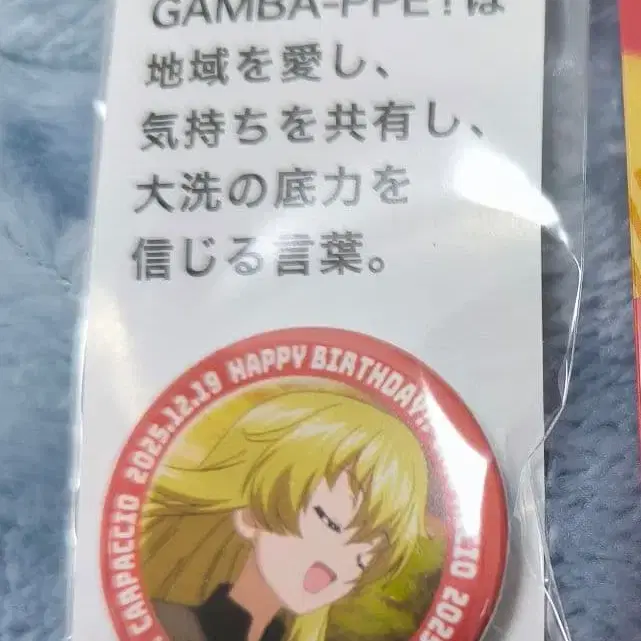 GAMBA-PPE!は
地域を愛し、
気持ちを共有し、
大洗の底力を
信じる言葉。
CARPACCIO 2025.12.19 HAPPY BIRTHDAY!